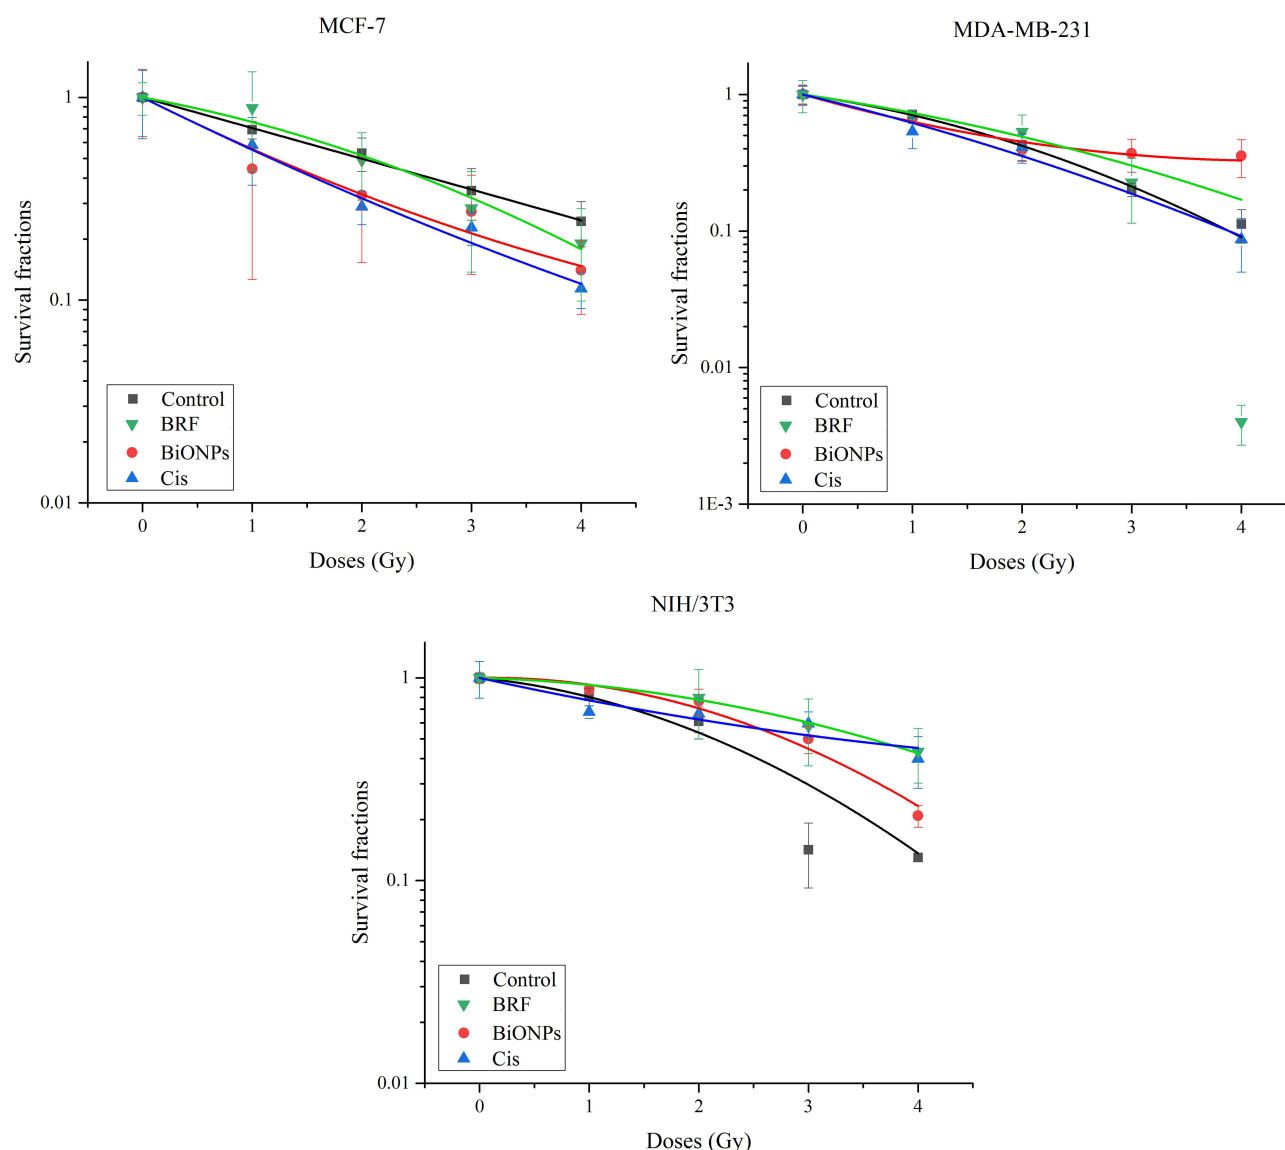 MCF-7
1
0.1
0.01
Survival fractions
Control
BRF
BiONPs
Cis
0 1 2 3 4
Doses (Gy)
MDA-MB-231
1
0.1
0.01
1E-3
Survival fractions
Control
BRF
BiONPs
Cis
0 1 2 3 4
Doses (Gy)
NIH/3T3
1
0.1
0.01
Survival fractions
Control
BRF
BiONPs
Cis
0 1 2 3 4
Doses (Gy)